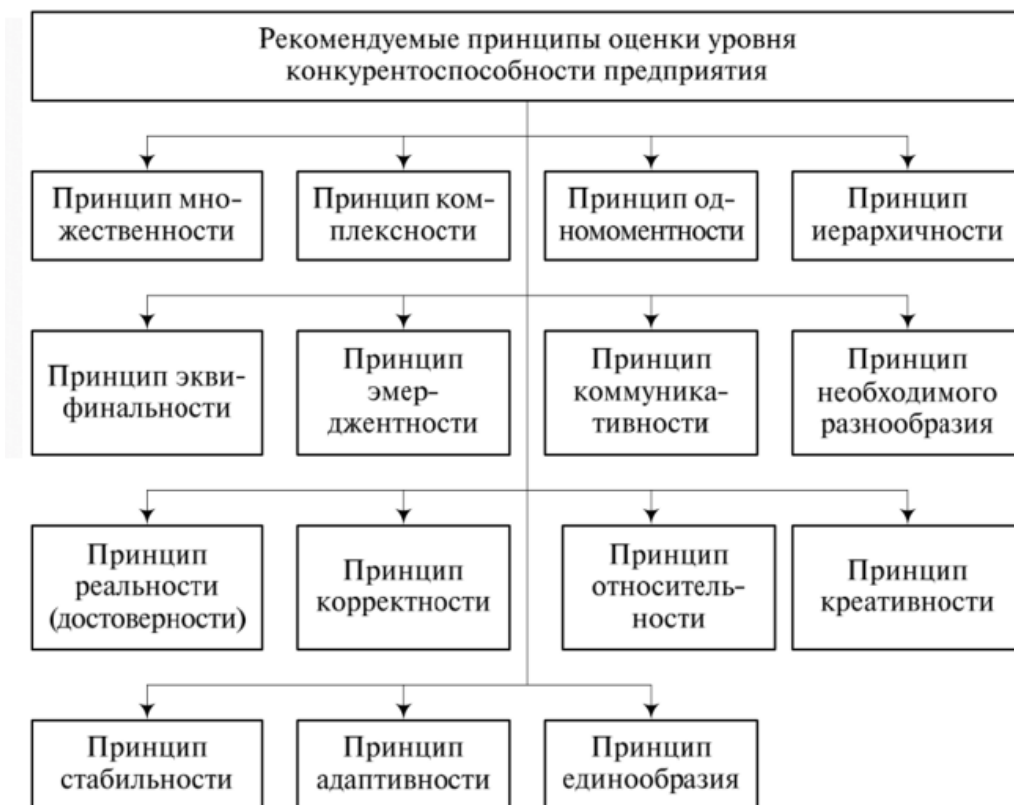 Рекомендуемые принципы оценки уровня
конкурентоспособности предприятия
Принцип мно-
жественности
Принцип ком-
плексности
Принцип од-
номоментности
Принцип
иерархичности
Принцип экви-
финальности
Принцип
эмер-
джентности
Принцип
коммуника-
тивности
Принцип
необходимого
разнообразия
Принцип
реальности
(достоверности)
Принцип
корректности
Принцип
относитель-
ности
Принцип
креативности
Принцип
стабильности
Принцип
адаптивности
Принцип
единообразия